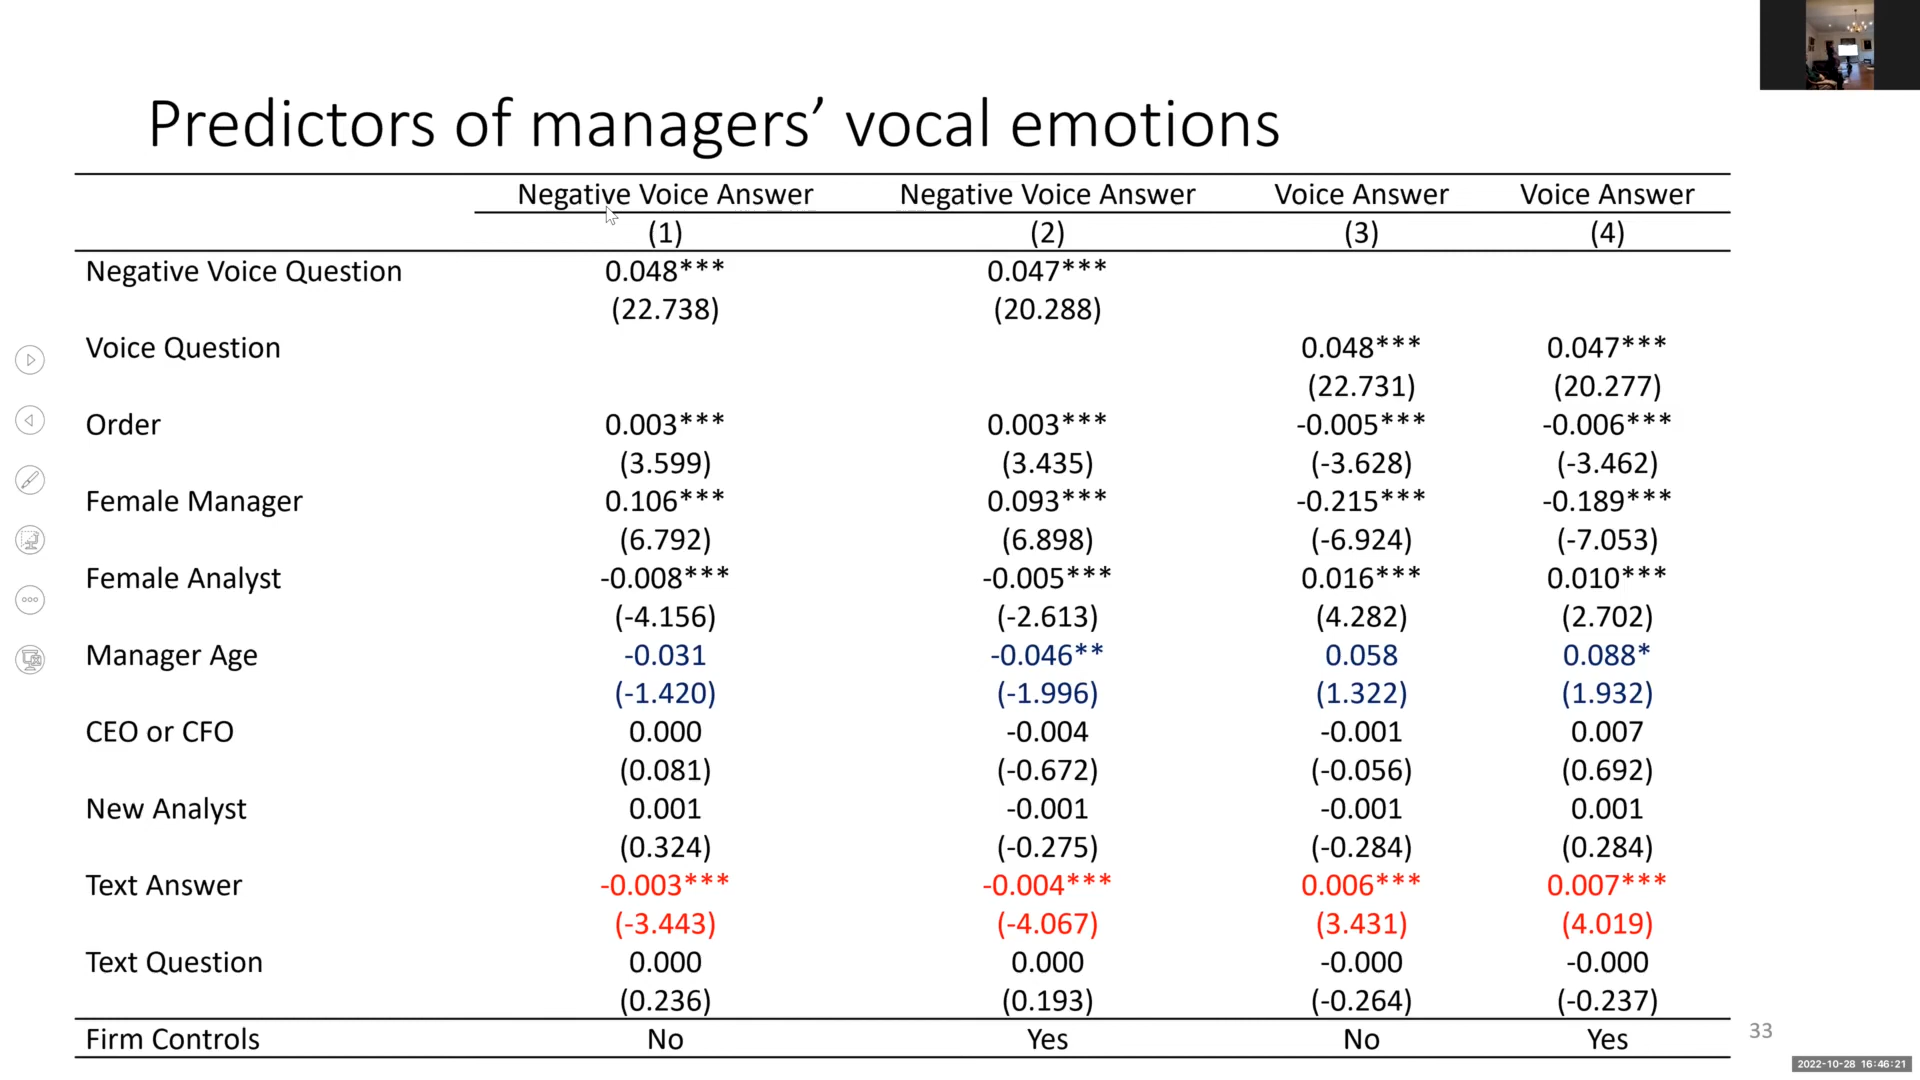 Predictors of managers’ vocal emotions
Negative Voice Answer Negative Voice Answer Voice Answer Voice Answer
(1) (2) (3) (4)
Negative Voice Question 0.048*** 0.047***
(22.738) (20.288)
Voice Question 0.048*** 0.047***
(22.731) (20.277)
Order 0.003*** 0.003*** -0.005*** -0.006***
(3.599) (3.435) (-3.628) (-3.462)
Female Manager 0.106*** 0.093*** -0.215*** -0.189***
(6.792) (6.898) (-6.924) (-7.053)
Female Analyst -0.008*** -0.005*** 0.016*** 0.010***
(-4.156) (-2.613) (4.282) (2.702)
Manager Age -0.031 -0.046** 0.058 0.088*
(-1.420) (-1.996) (1.322) (1.932)
CEO or CFO 0.000 -0.004 -0.001 0.007
(0.081) (-0.672) (-0.056) (0.692)
New Analyst 0.001 -0.001 -0.001 0.001
(0.324) (-0.275) (-0.284) (0.284)
Text Answer -0.003*** -0.004*** 0.006*** 0.007***
(-3.443) (-4.067) (3.431) (4.019)
Text Question 0.000 0.000 -0.000 -0.000
(0.236) (0.193) (-0.264) (-0.237)
Firm Controls No Yes No Yes
33
2022-10-28 16:46:21